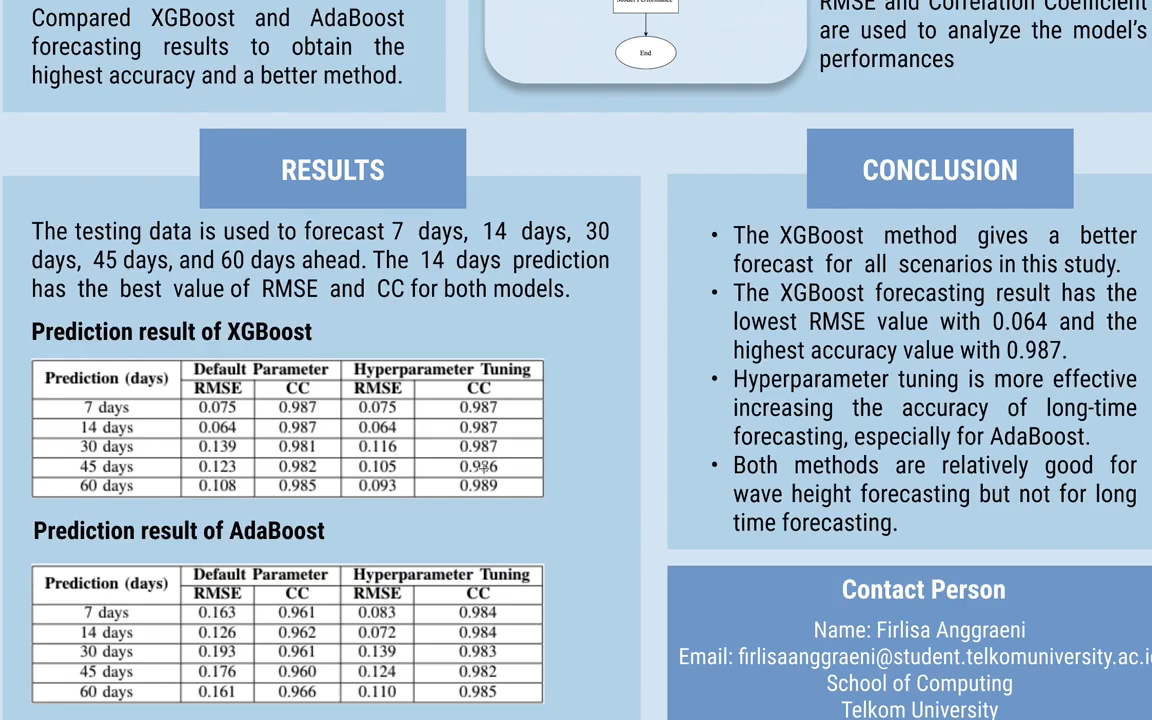 Compared XGBoost and AdaBoost
forecasting results to obtain the
highest accuracy and a better method.
End
RMSE and Correlation Coefficient
are used to analyze the model's
performances
RESULTS
The testing data is used to forecast 7 days, 14 days, 30
days, 45 days, and 60 days ahead. The 14 days prediction
has the best value of RMSE and CC for both models.
Prediction result of XGBoost
Prediction (days) Default Parameter Hyperparameter Tuning
RMSE CC RMSE CC
7 days 0.075 0.987 0.075 0.987
14 days 0.064 0.987 0.064 0.987
30 days 0.139 0.981 0.116 0.987
45 days 0.123 0.982 0.105
60 days 0.108 0.985 0.093 0.989
Prediction result of AdaBoost
Prediction (days) Default Parameter Hyperparameter Tuning
RMSE CC RMSE CC
7 days 0.163 0.961 0.083 0.984
14 days 0.126 0.962 0.072 0.984
30 days 0.193 0.961 0.139 0.983
45 days 0.176 0.960 0.124 0.982
60 days 0.161 0.966 0.110 0.985
CONCLUSION
• The XGBoost method gives a better
forecast for all scenarios in this study.
• The XGBoost forecasting result has the
lowest RMSE value with 0.064 and the
highest accuracy value with 0.987.
• Hyperparameter tuning is more effective
increasing the accuracy of long-time
forecasting, especially for AdaBoost.
• Both methods are relatively good for
wave height forecasting but not for long
time forecasting.
Contact Person
Name: Firlisa Anggraeni
Email: firlisaanggraeni@student.telkomuniversity.ac.i
School of Computing
Telkom University